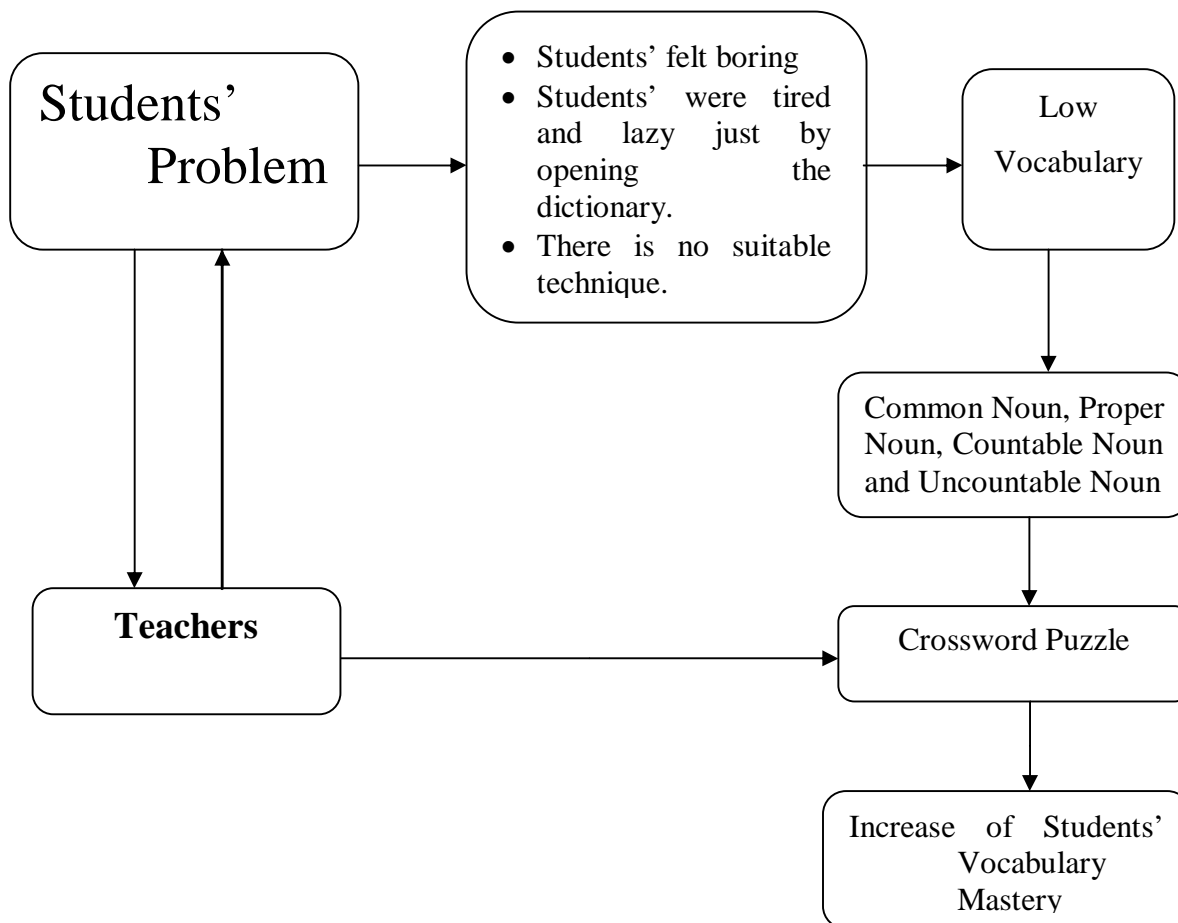 Students’
Problem
• Students’ felt boring
• Students’ were tired
and lazy just by
opening the
dictionary.
• There is no suitable
technique.
Low
Vocabulary
Common Noun, Proper
Noun, Countable Noun
and Uncountable Noun
Teachers
Crossword Puzzle
Increase of Students’
Vocabulary
Mastery